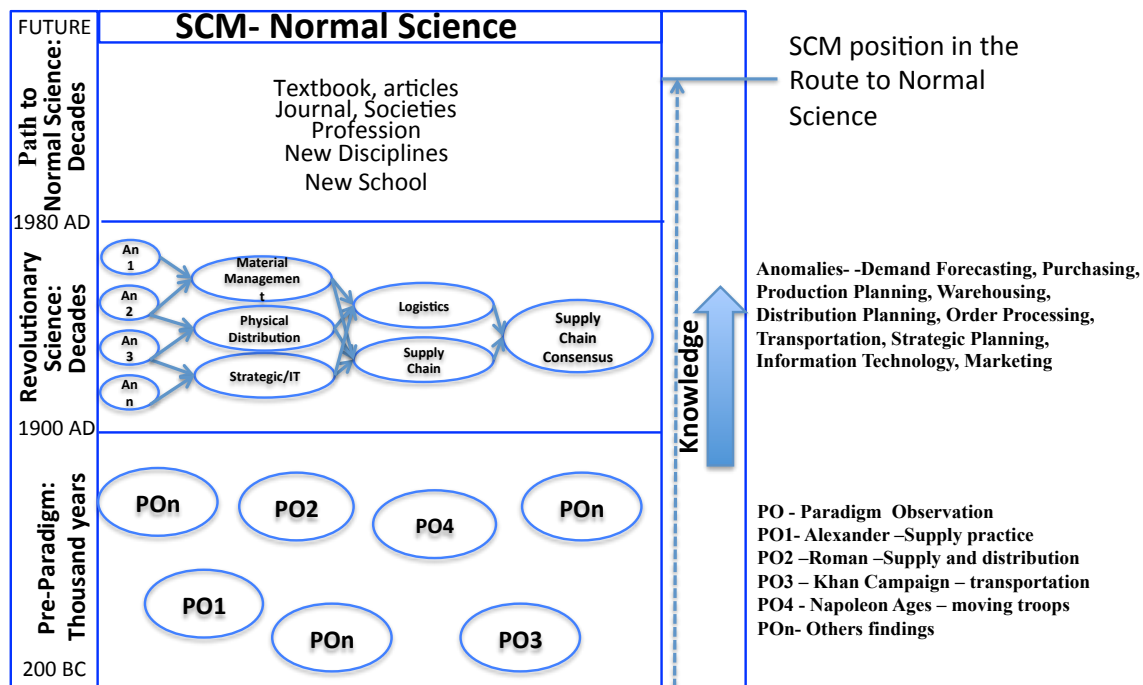 FUTURE
SCM- Normal Science
Path to
Normal Science:
Decades
Textbook, articles
Journal, Societies
Profession
New Disciplines
New School
SCM position in the
Route to Normal
Science
1980 AD
Revolutionary
Science:
Decades
An
1
An
2
An
3
An
n
Material
Managemen
t
Physical
Distribution
Strategic/IT
Logistics
Supply
Chain
Supply
Chain
Consensus
Knowledge
Anomalies- -Demand Forecasting, Purchasing,
Production Planning, Warehousing,
Distribution Planning, Order Processing,
Transportation, Strategic Planning,
Information Technology, Marketing
1900 AD
Pre-Paradigm:
Thousand years
POn
PO2
PO4
POn
PO1
POn
PO3
PO - Paradigm  Observation
PO1- Alexander –Supply practice
PO2 –Roman –Supply and distribution
PO3 – Khan Campaign – transportation
PO4 - Napoleon Ages – moving troops
POn- Others findings
200 BC